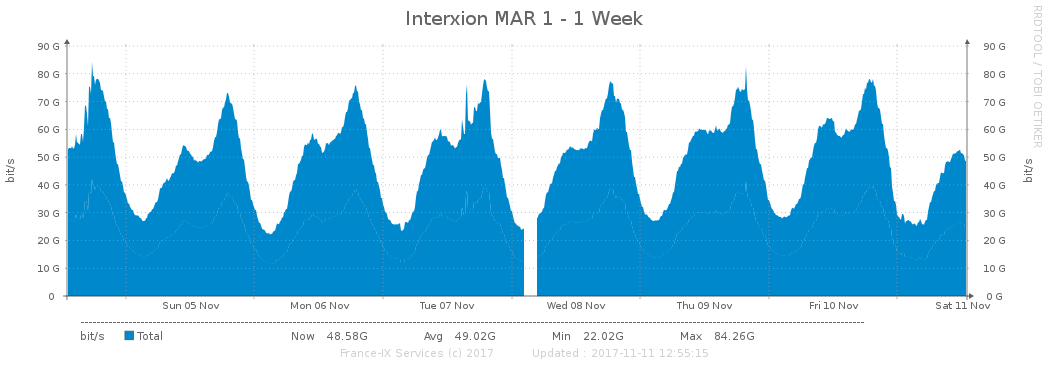 Interxion MAR 1 - 1 Week
RRDTOOL / TOBI OETIKER
bit/s
90 G 90 G
80 G 80 G
70 G 70 G
60 G 60 G
50 G 50 G
40 G 40 G
30 G 30 G
20 G 20 G
10 G 10 G
0 0 G
bit/s
Sun 05 Nov Mon 06 Nov Tue 07 Nov Wed 08 Nov Thu 09 Nov Fri 10 Nov Sat 11 Nov
bit/s Total Now 48.58G Avg 49.02G Min 22.02G Max 84.26G
France-IX Services (c) 2017 Updated : 2017-11-11 12:55:15